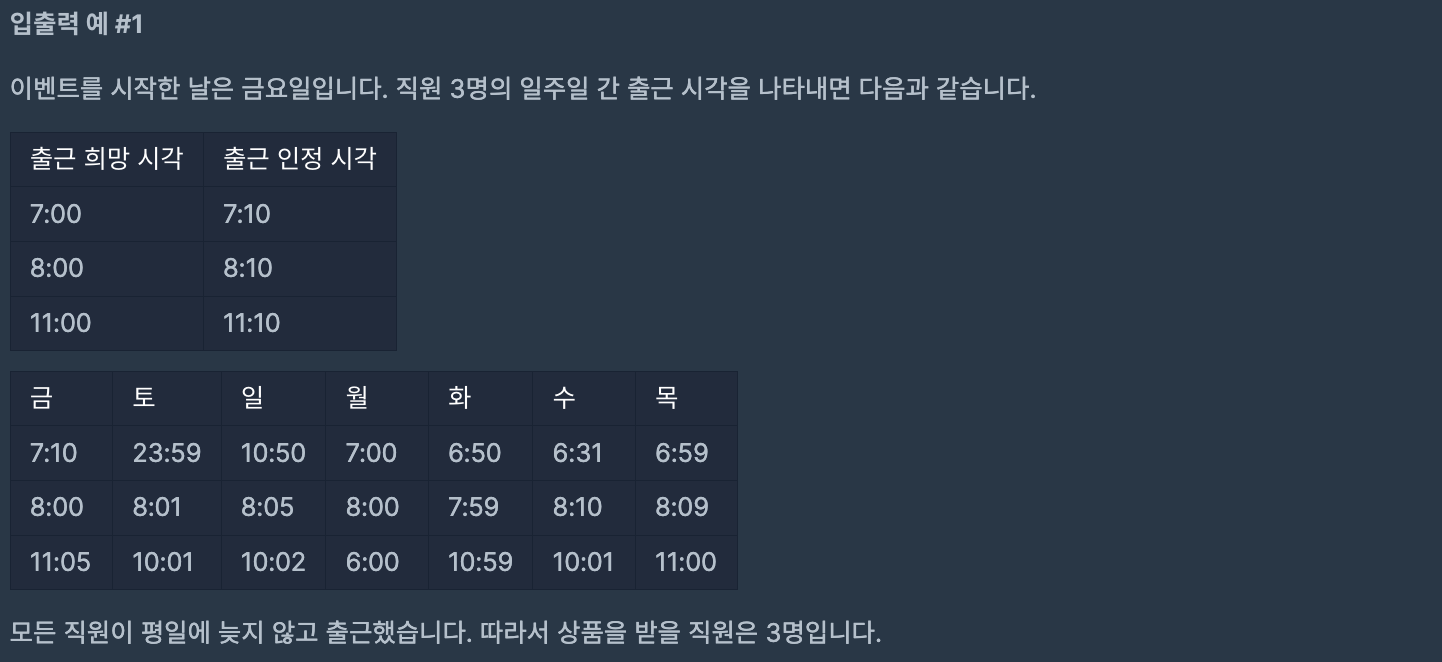 입출력 예 #1
이벤트를 시작한 날은 금요일입니다. 직원 3명의 일주일 간 출근 시각을 나타내면 다음과 같습니다.
출근 희망 시각 출근 인정 시각
7:00 7:10
8:00 8:10
11:00 11:10
금 토 일 월 화 수 목
7:10 23:59 10:50 7:00 6:50 6:31 6:59
8:00 8:01 8:05 8:00 7:59 8:10 8:09
11:05 10:01 10:02 6:00 10:59 10:01 11:00
모든 직원이 평일에 늦지 않고 출근했습니다. 따라서 상품을 받을 직원은 3명입니다.